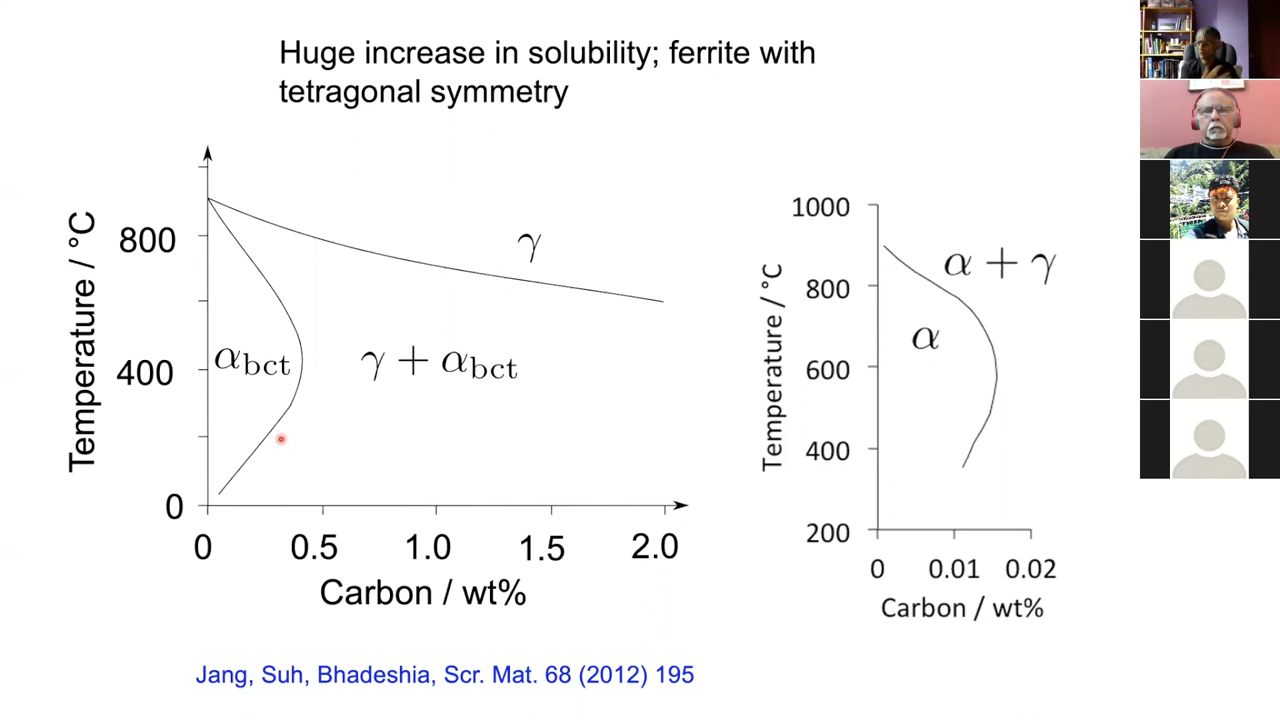 Huge increase in solubility; ferrite with
tetragonal symmetry
Temperature / °C
800
400
0
γ
αbct
γ + αbct
0 0.5 1.0 1.5 2.0
Carbon / wt%
Temperature / °C
1000
800
600
400
200
α + γ
α
0 0.01 0.02
Carbon / wt%
Jang, Suh, Bhadeshia, Scr. Mat. 68 (2012) 195